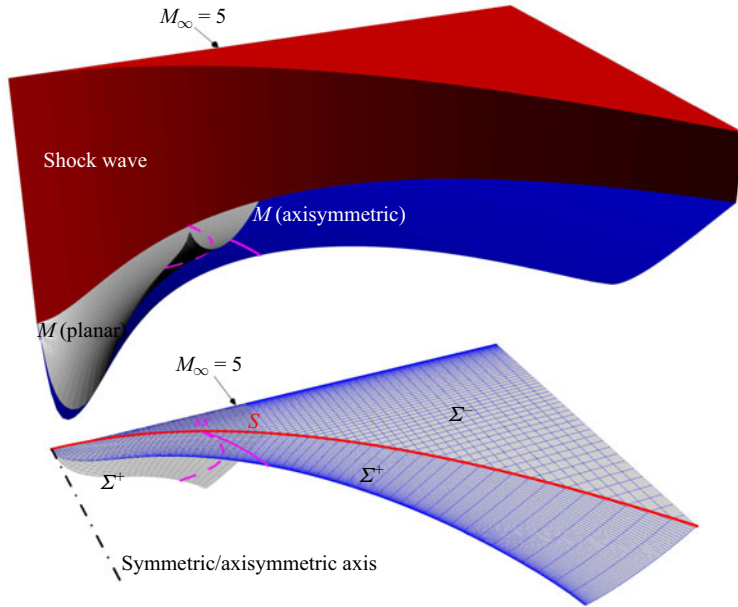 M∞ = 5
Shock wave
M (axisymmetric)
M (planar)
M∞ = 5
S
Σ−
Σ+
Σ+
Symmetric/axisymmetric axis